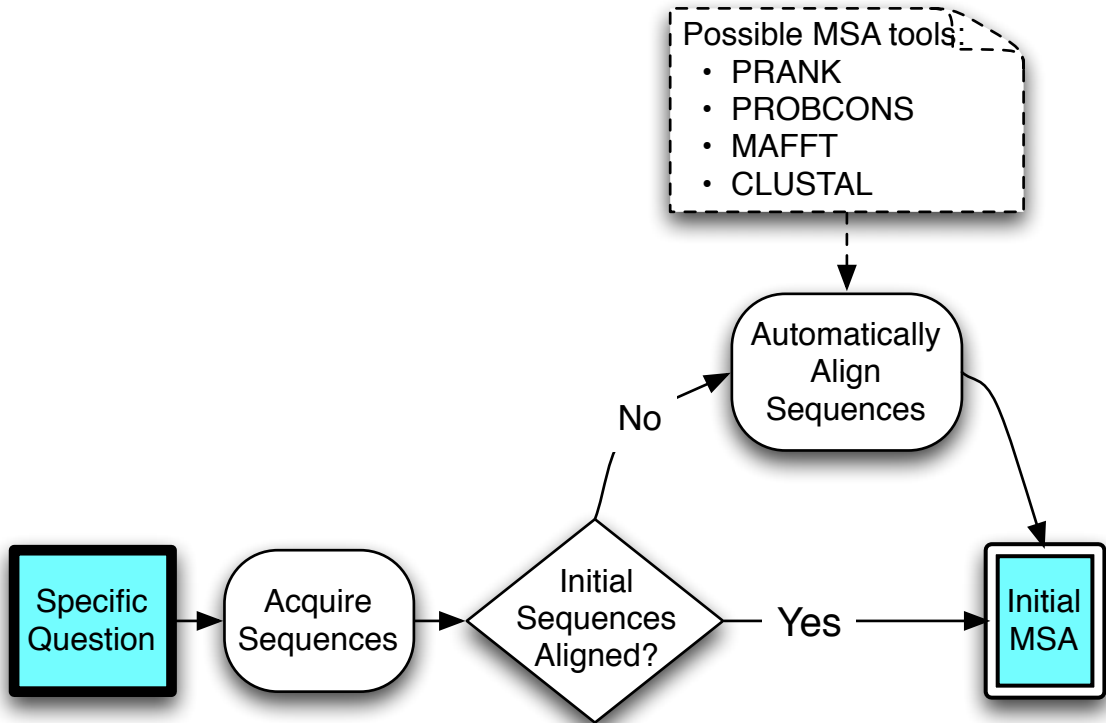 Possible MSA tools:
• PRANK
• PROBCONS
• MAFFT
• CLUSTAL
Automatically
Align
Sequences
No
Specific
Question
Acquire
Sequences
Initial
Sequences
Aligned?
Yes
Initial
MSA